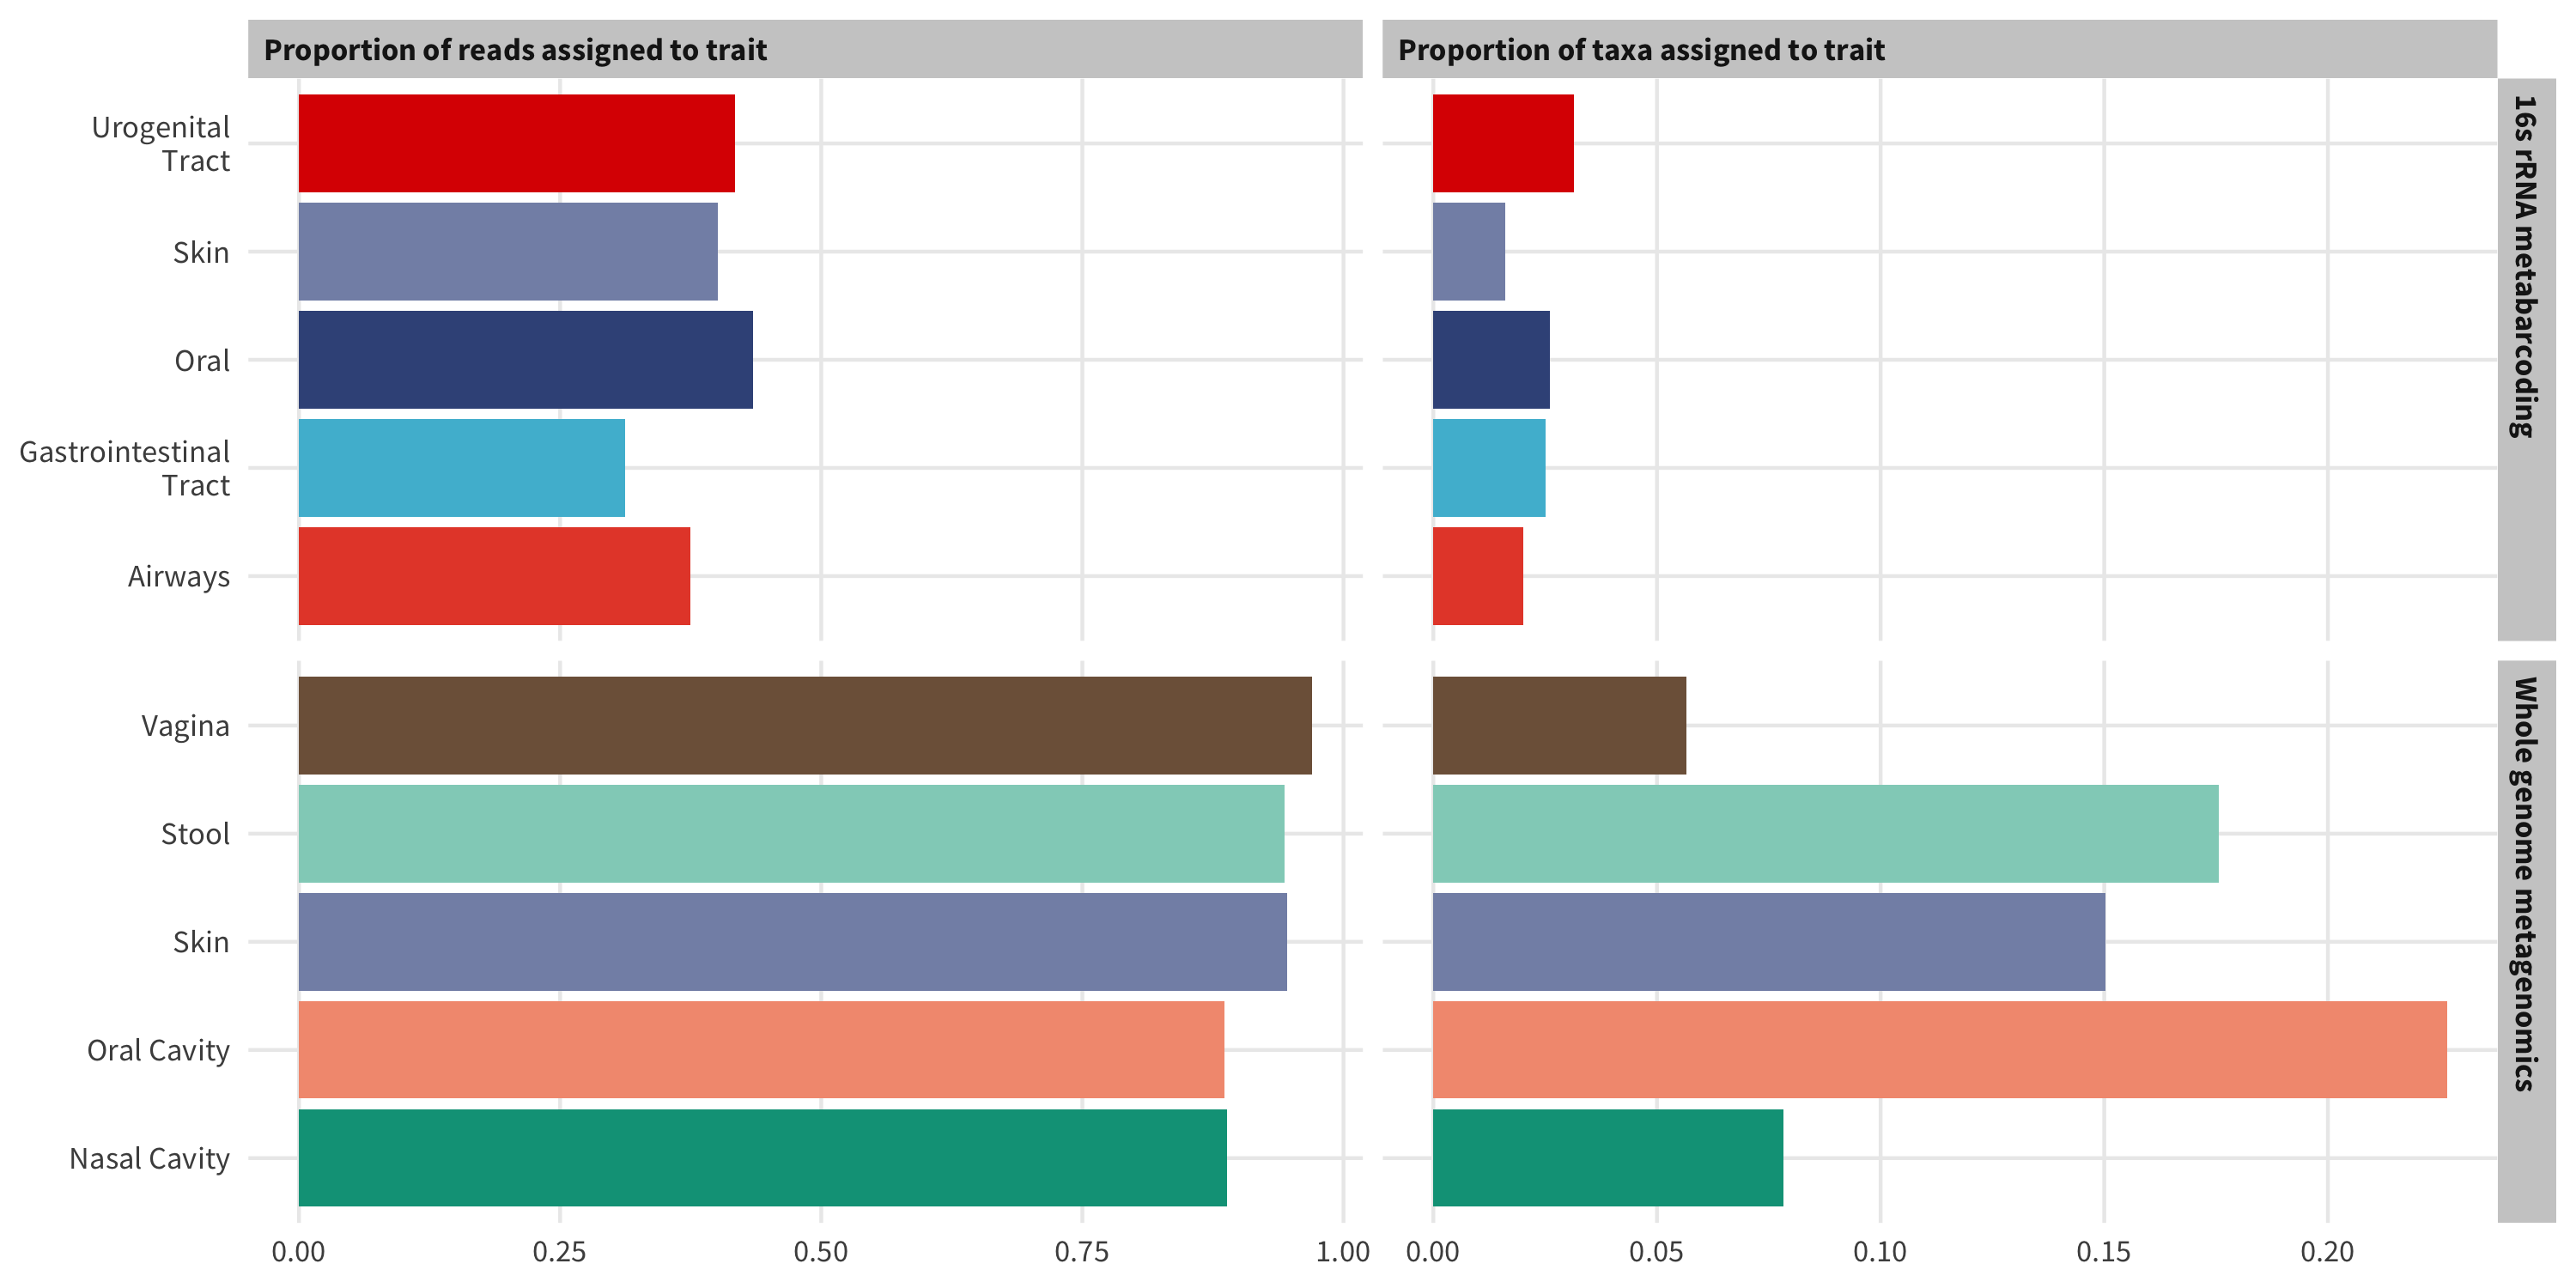 Proportion of reads assigned to trait
Proportion of taxa assigned to trait
Urogenital
Tract
Skin
Oral
Gastrointestinal
Tract
Airways
16s rRNA metabarcoding
Vagina
Stool
Skin
Oral Cavity
Nasal Cavity
Whole genome metagenomics
0.00 0.25 0.50 0.75 1.00
0.00 0.05 0.10 0.15 0.20